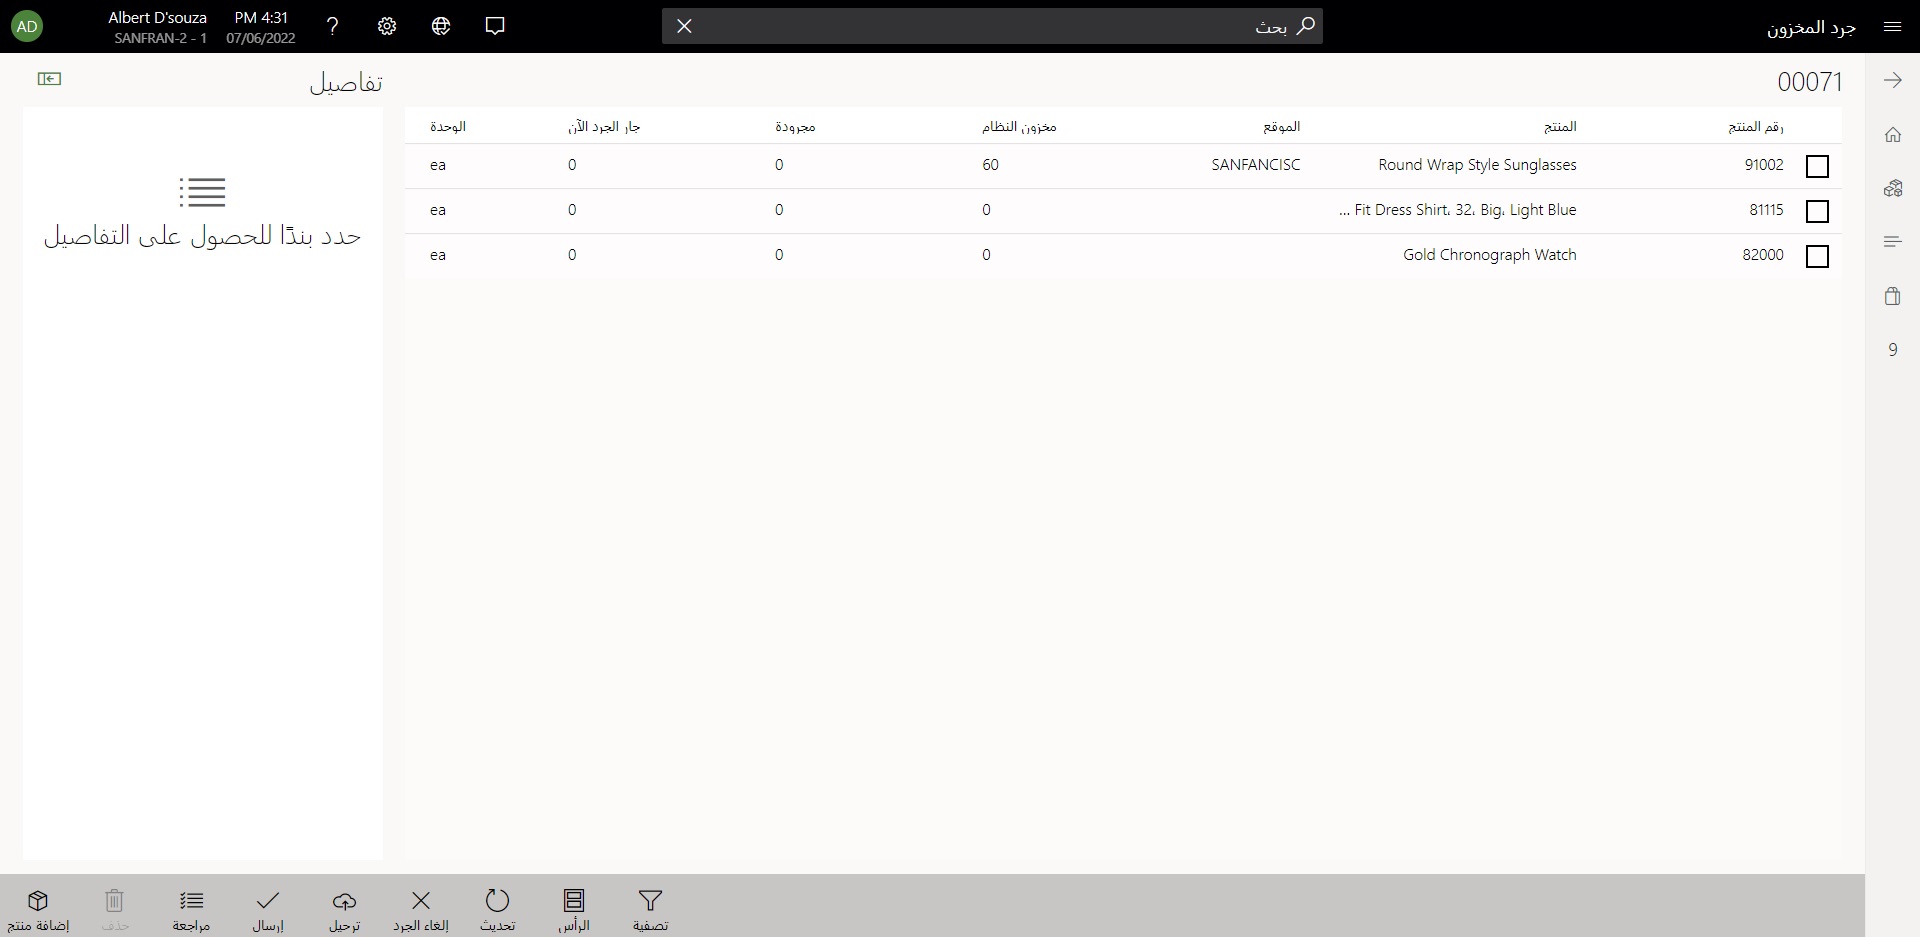 جرد المخزون
بحث
PM 4:31
07/06/2022
Albert D'souza
SANFRAN-2 - 1
AD
00071
رقم المنتج المنتج الموقع مخزون النظام مجرودة جار الجرد الآن الوحدة
91002 Round Wrap Style Sunglasses SANFANCISC 60 0 0 ea
81115 Fit Dress Shirt، 32، Big، Light Blue ... 0 0 0 ea
82000 Gold Chronograph Watch 0 0 0 ea
9
تفاصيل
حدد بندًا للحصول على التفاصيل
تصفية
الرأس
تحديث
إلغاء الجرد
ترحيل
إرسال
مراجعة
حذف
إضافة منتج